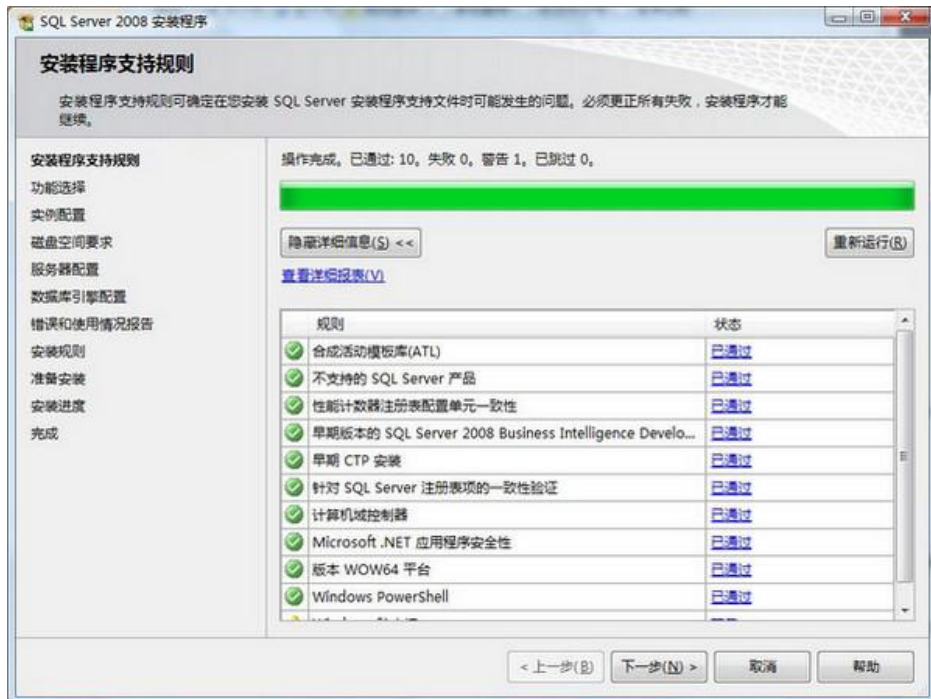 SQL Server 2008 安装程序
安装程序支持规则
安装程序支持规则可确定在您安装 SQL Server 安装程序支持文件时可能发生的问题。必须更正所有失败，安装程序才能
继续。
安装程序支持规则
功能选择
实例配置
磁盘空间要求
服务器配置
数据库引擎配置
错误和使用情况报告
安装规则
准备安装
安装进度
完成
操作完成。已通过: 10。失败 0。警告 1。已跳过 0。
隐藏详细信息(S) <<
重新运行(R)
查看详细报表(V)
规则 状态
合成活动模板库(ATL) 已通过
不支持的 SQL Server 产品 已通过
性能计数器注册表配置单元一致性 已通过
早期版本的 SQL Server 2008 Business Intelligence Develo... 已通过
早期 CTP 安装 已通过
针对 SQL Server 注册表项的一致性验证 已通过
计算机域控制器 已通过
Microsoft .NET 应用程序安全性 已通过
版本 WOW64 平台 已通过
Windows PowerShell 已通过
< 上一步(B) 下一步(N) > 取消 帮助